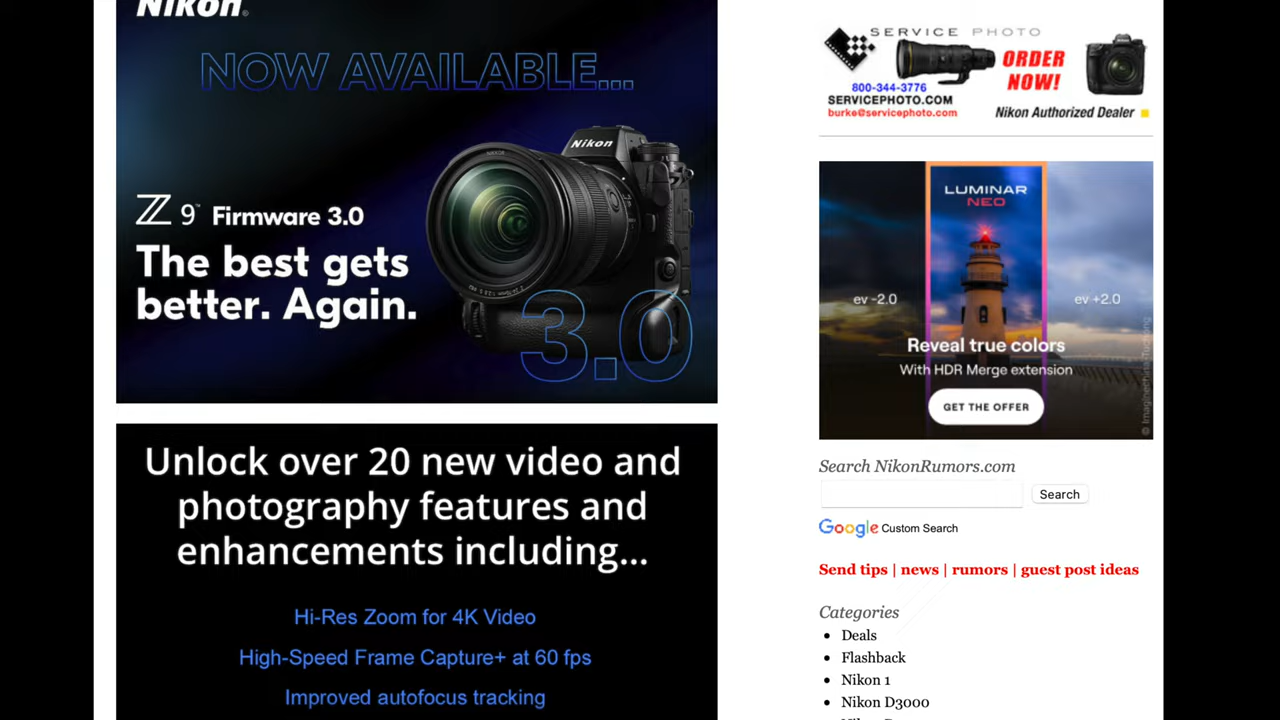 Nikon®
NOW AVAILABLE...
Nikon
Z 9™ Firmware 3.0
The best gets
better. Again.
3.0
Unlock over 20 new video and
photography features and
enhancements including...
Hi-Res Zoom for 4K Video
High-Speed Frame Capture+ at 60 fps
Improved autofocus tracking
SERVICE PHOTO
ORDER
NOW!
800-344-3776
SERVICEPHOTO.COM
burke@servicephoto.com
Nikon Authorized Dealer
LUMINAR
NEO
ev -2.0
ev +2.0
Reveal true colors
With HDR Merge extension
GET THE OFFER
Search NikonRumors.com
Search
Google Custom Search
Send tips | news | rumors | guest post ideas
Categories
• Deals
• Flashback
• Nikon 1
• Nikon D3000